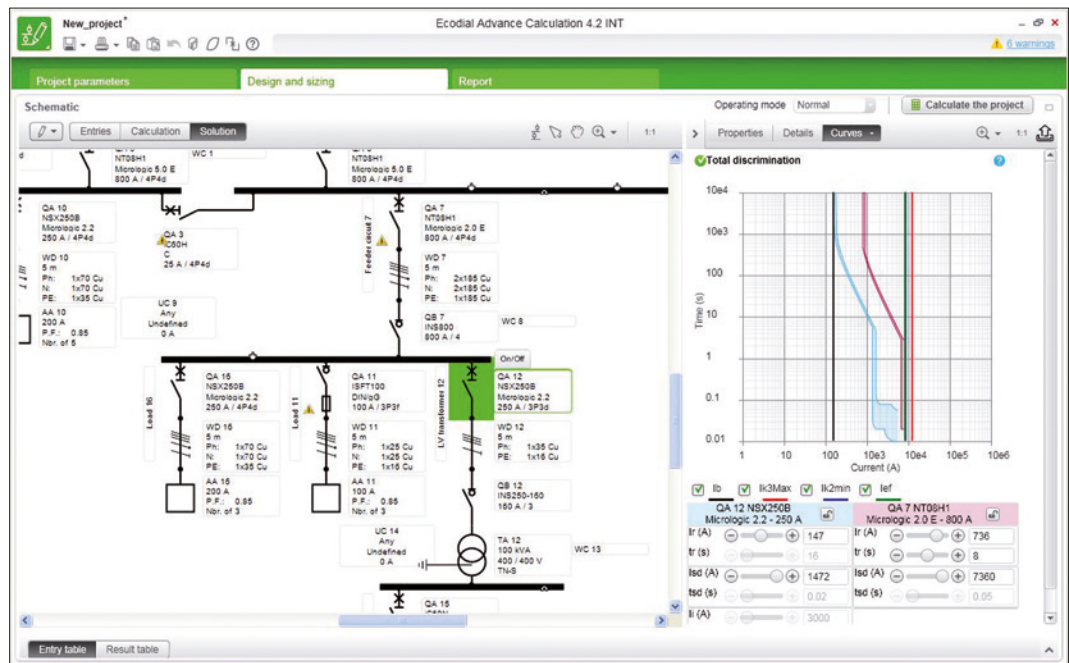 New_project*
Ecodial Advance Calculation 4.2 INT
6 warnings
Project parameters
Design and sizing
Report
Schematic
Operating mode Normal
Calculate the project
Entries Calculation Solution
1:1
Properties Details Curves
1:1
d
NT08H1
Micrologic 5.0 E
800 A / 4P4d
WC 1
NT08H1
Micrologic 5.0 E
800 A / 4P4d
QA 10
NSX250B
Micrologic 2.2
250 A / 4P4d
WD 10
5 m
Ph: 1x70 Cu
N: 1x70 Cu
PE: 1x35 Cu
AA 10
200 A
P.F.: 0.85
Nbr. of 5
QA 3
iC60H
C
25 A / 4P4d
UC 9
Any
Undefined
0 A
Feeder circuit 7
QA 7
NT08H1
Micrologic 2.0 E
800 A / 4P4d
WD 7
5 m
Ph: 2x185 Cu
N: 2x185 Cu
PE: 1x185 Cu
QB 7
INS800
800 A / 4
WC 8
On/Off
Load 16
QA 16
NSX250B
Micrologic 2.2
250 A / 4P4d
WD 16
5 m
Ph: 1x70 Cu
N: 1x70 Cu
PE: 1x35 Cu
AA 16
200 A
P.F.: 0.85
Nbr. of 3
Load 11
QA 11
ISFT100
DIN/gG
100 A / 3P3f
WD 11
5 m
Ph: 1x25 Cu
N: 1x25 Cu
PE: 1x16 Cu
AA 11
100 A
P.F.: 0.85
Nbr. of 3
LV transformer 12
QA 12
NSX250B
Micrologic 2.2
250 A / 3P3d
WD 12
5 m
Ph: 1x35 Cu
PE: 1x16 Cu
QB 12
INS250-160
160 A / 3
UC 14
Any
Undefined
0 A
TA 12
100 kVA
400 / 400 V
TN-S
WC 13
QA 15
Total discrimination
10e4
10e3
100
10
1
0.1
0.01
Time (s)
1 10 100 10e3 10e4 10e5 10e6
Current (A)
Ib Ik3Max Ik2min Ief
QA 12 NSX250B
Micrologic 2.2 - 250 A
Ir (A) 147
tr (s) 16
Isd (A) 1472
tsd (s) 0.02
Ii (A) 3000
QA 7 NT08H1
Micrologic 2.0 E - 800 A
Ir (A) 736
tr (s) 8
Isd (A) 7360
tsd (s) 0.05
Entry table Result table